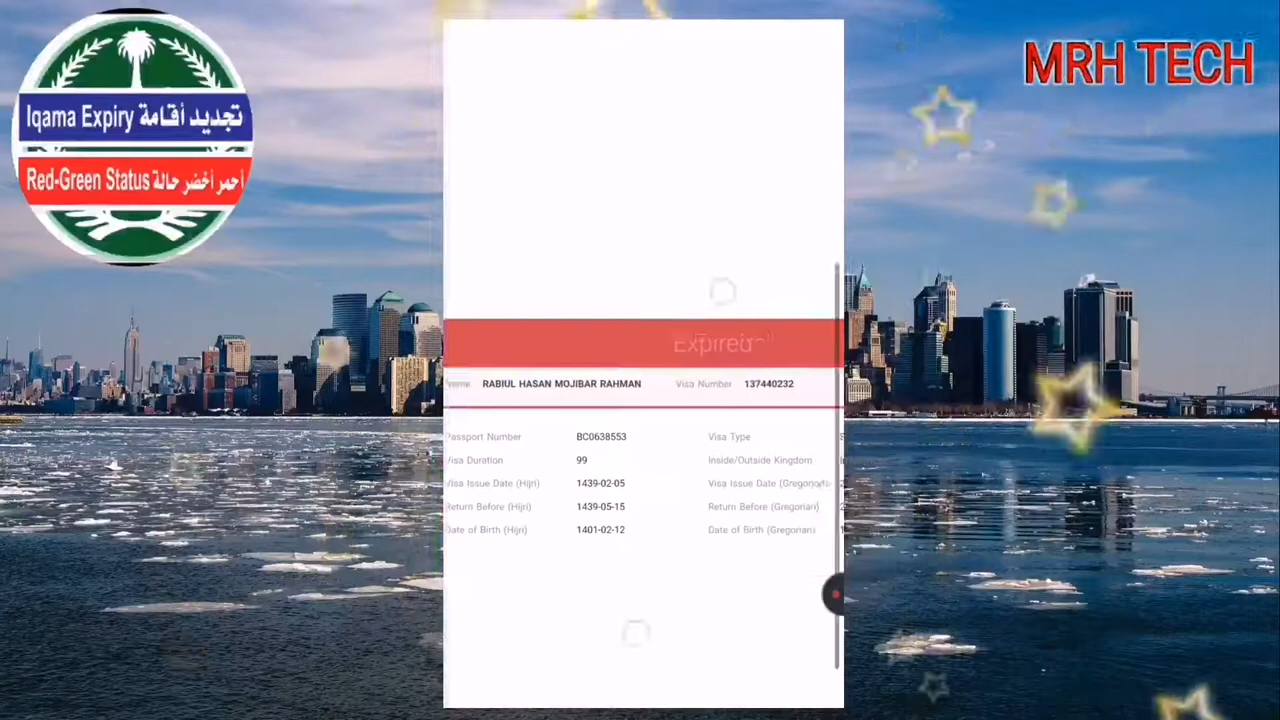 MRH TECH
Iqama Expiry تجديد أقامة
Red-Green Status أحمر أخضر حالة
Expired
RABIUL HASAN MOJIBAR RAHMAN Visa Number 137440232
Passport Number BC0638553 Visa Type
Visa Duration 99 Inside/Outside Kingdom
Visa Issue Date (Hijri) 1439-02-05 Visa Issue Date
Return Before (Hijri) 1439-05-15 Return Before (Gregorian)
Date of Birth (Hijri) 1401-02-12 Date of Birth (Gregorian)